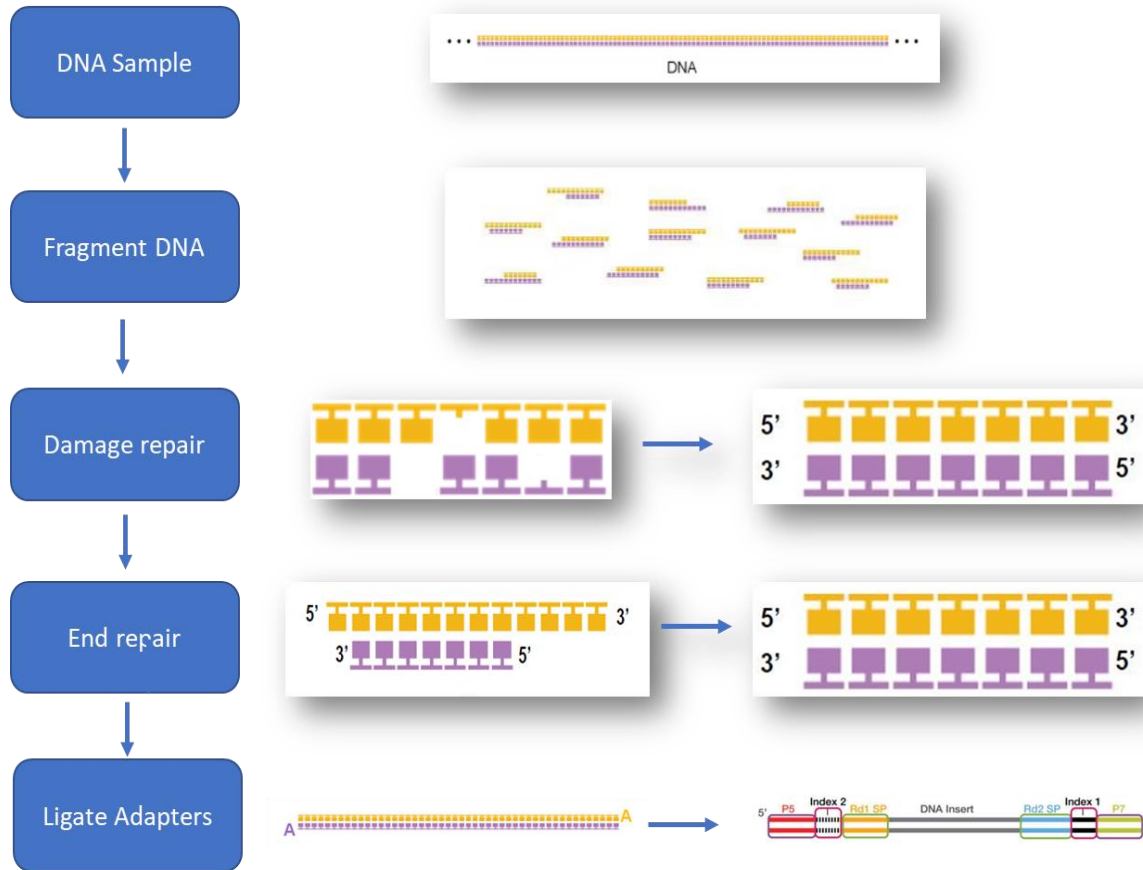 DNA Sample
... ...
DNA
Fragment DNA
Damage repair
5’ 3’
3’ 5’
End repair
5’ 3’
3’ 5’
5’ 3’
3’ 5’
Ligate Adapters
A A
5’ P5 Index 2 Rd1 SP DNA Insert Rd2 SP Index 1 P7